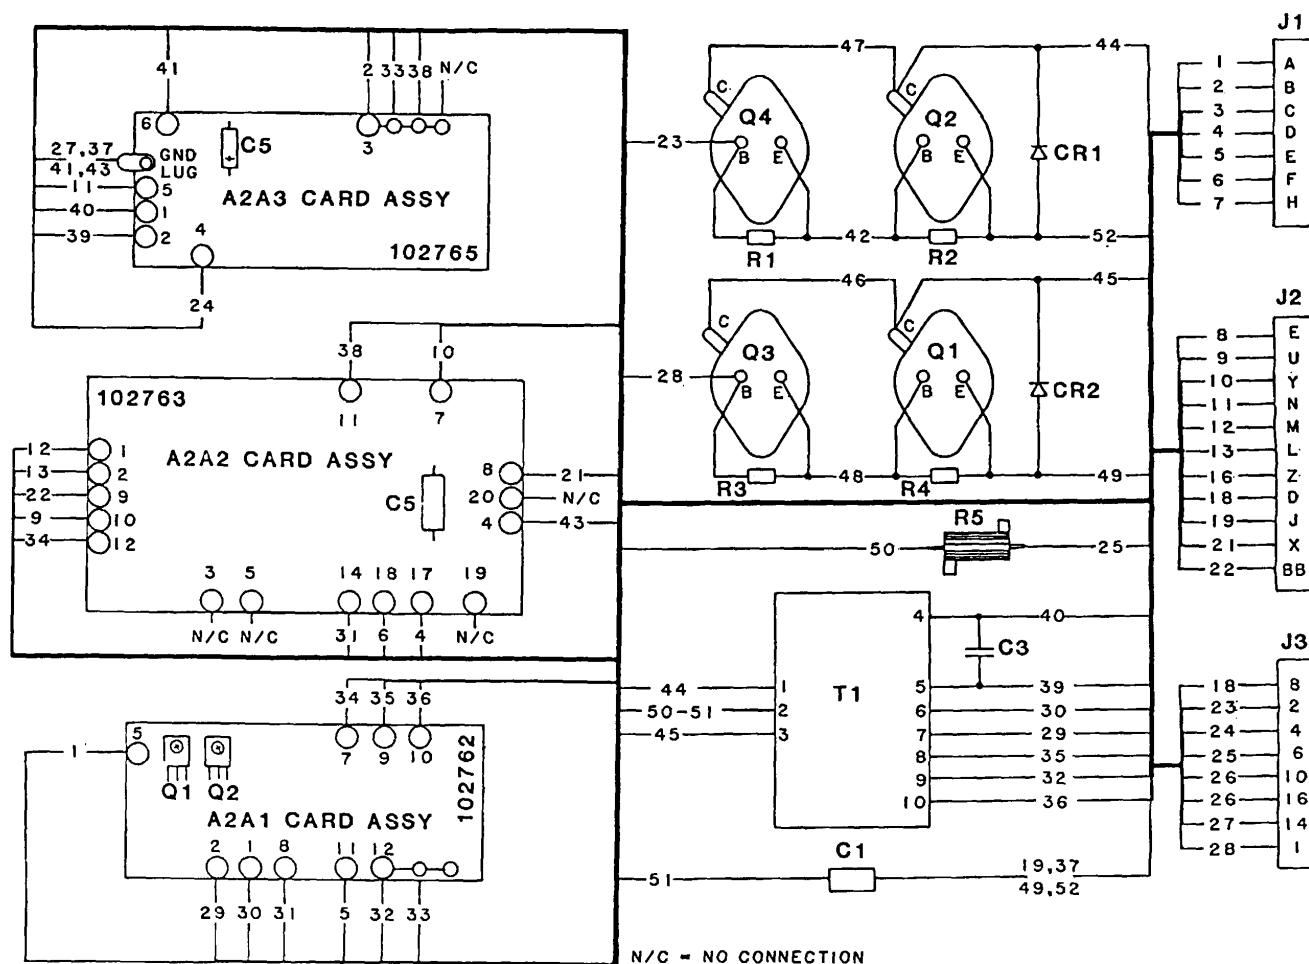 41
2
33
38
N/C
6
3
C5
27,37
41,43
GND
LUG
11
5
40
1
39
2
4
A2A3 CARD ASSY
102765
24
38
10
102763
11
7
A2A2 CARD ASSY
12
1
13
2
22
9
9
10
34
12
C5
8
21
20
N/C
4
43
3
5
14
18
17
19
N/C
N/C
31
6
4
N/C
34
35
36
1
5
7
9
10
Q1
Q2
A2A1 CARD ASSY
102762
2
1
8
11
12
29
30
31
5
32
33
47
44
C
C
Q4
Q2
23
B
E
B
E
CR1
42
52
R1
R2
46
45
C
C
Q3
Q1
28
B
E
B
E
CR2
48
49
R3
R4
R5
50
25
T1
4
40
C3
44
1
5
39
50-51
2
6
30
45
3
7
29
8
35
9
32
10
36
C1
51
19,37
49,52
J1
1 A
2 B
3 C
4 D
5 E
6 F
7 H
J2
8 E
9 U
10 Y
11 N
12 M
13 L
16 Z
18 D
19 J
21 X
22 BB
J3
18 8
23 2
24 4
25 6
26 10
26 16
27 14
28 1
N/C = NO CONNECTION